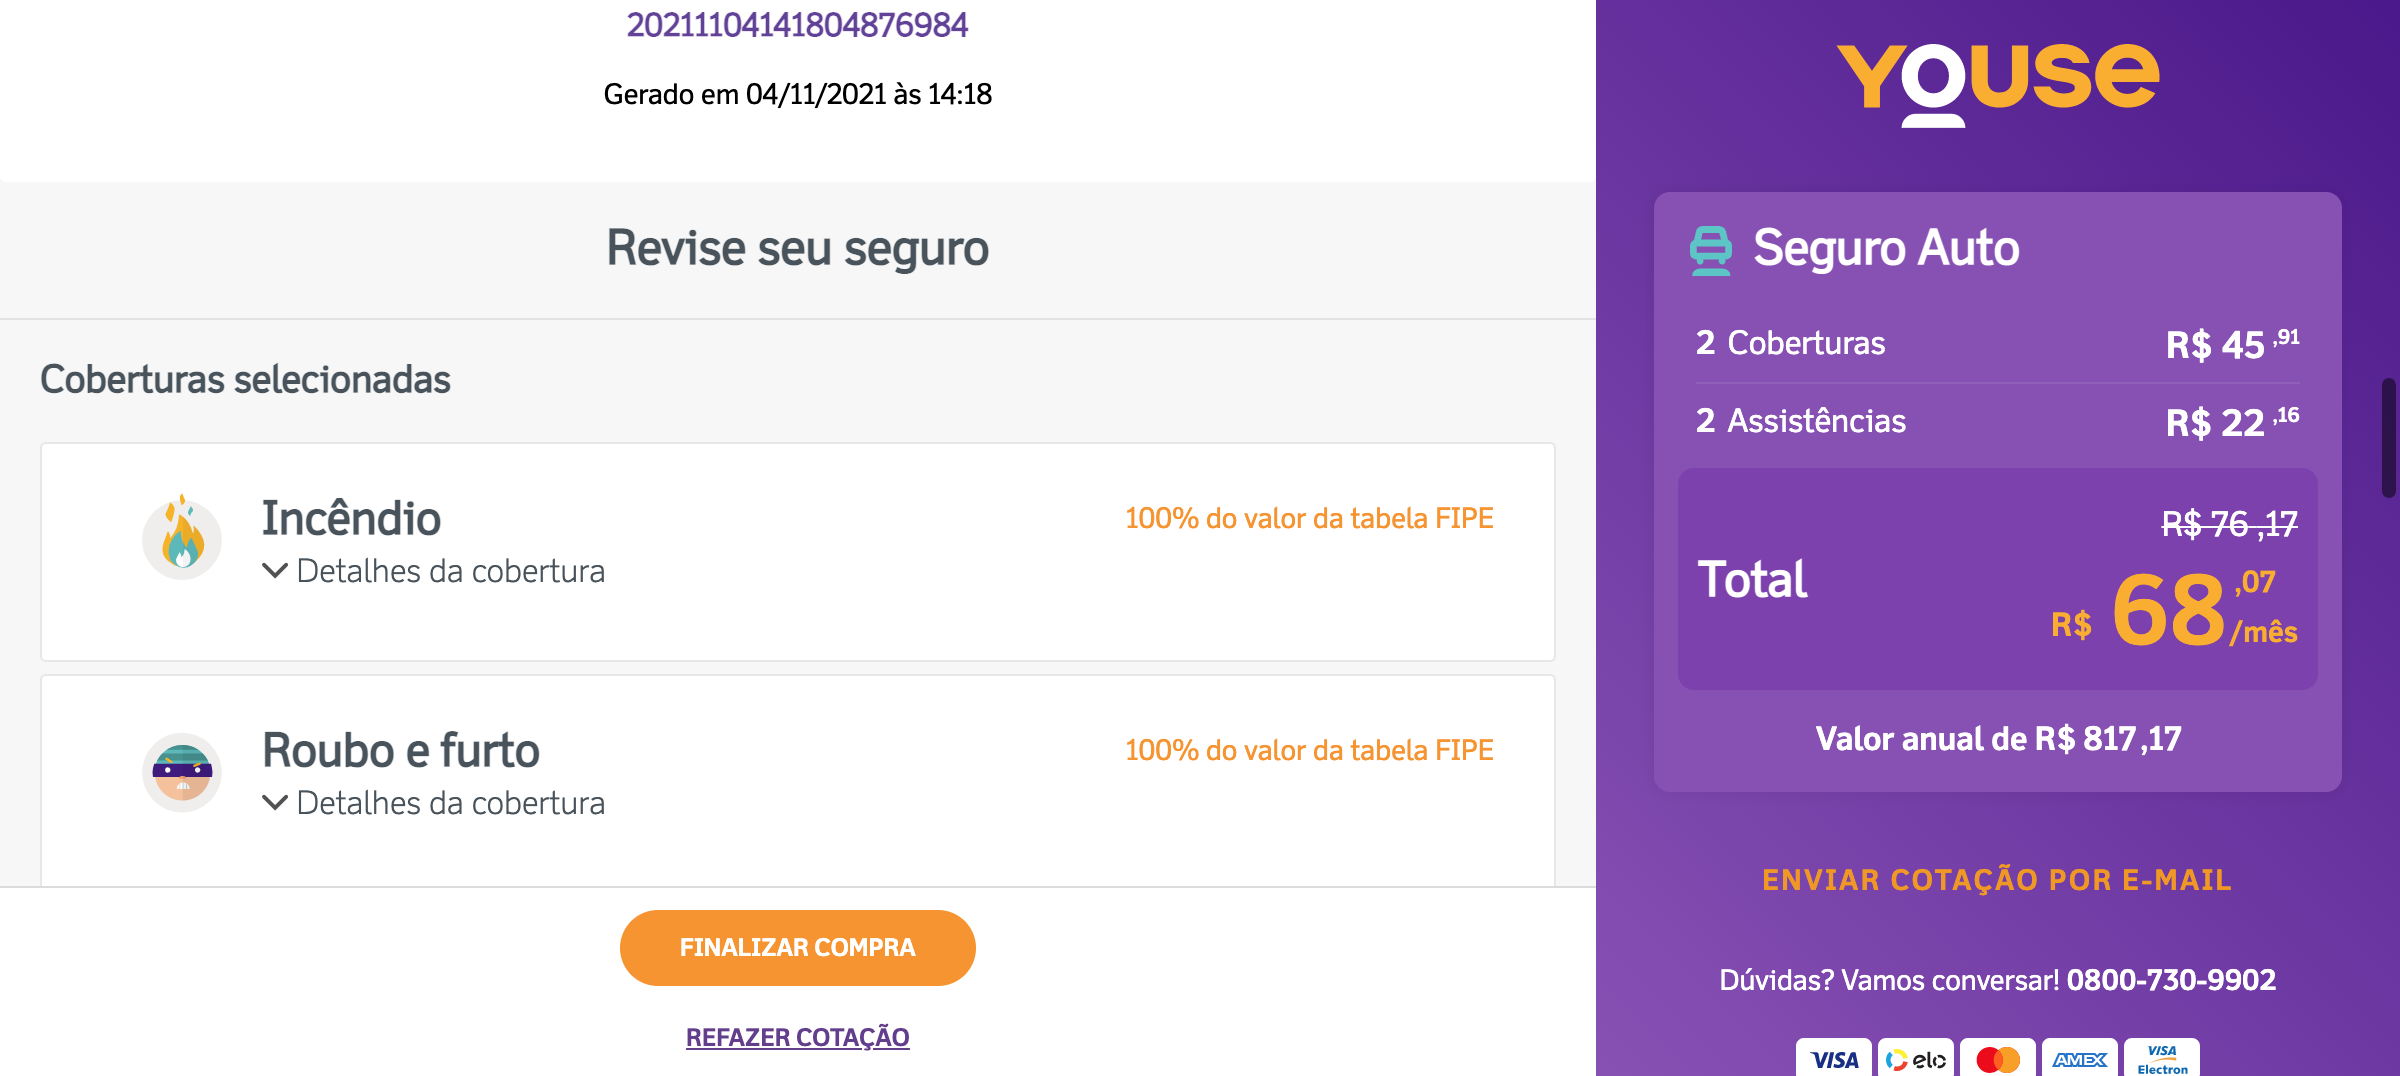 20211104141804876984
Gerado em 04/11/2021 às 14:18
Revise seu seguro
Coberturas selecionadas
Incêndio
100% do valor da tabela FIPE
Detalhes da cobertura
Roubo e furto
100% do valor da tabela FIPE
Detalhes da cobertura
FINALIZAR COMPRA
REFAZER COTAÇÃO
YOUSE
Seguro Auto
2 Coberturas R$ 45 ,91
2 Assistências R$ 22 ,16
R$ 76 ,17
Total R$ 68 ,07 /mês
Valor anual de R$ 817 ,17
ENVIAR COTAÇÃO POR E-MAIL
Dúvidas? Vamos conversar! 0800-730-9902
VISA elo AMEX VISA Electron